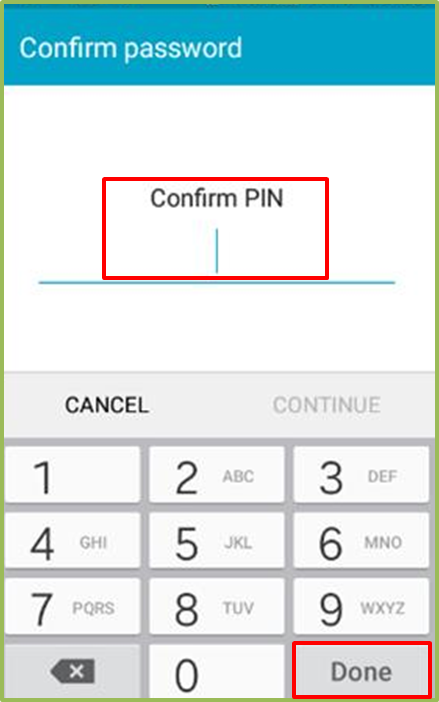 Confirm password
Confirm PIN
CANCEL CONTINUE
1 2 ABC 3 DEF
4 GHI 5 JKL 6 MNO
7 PQRS 8 TUV 9 WXYZ
0 Done